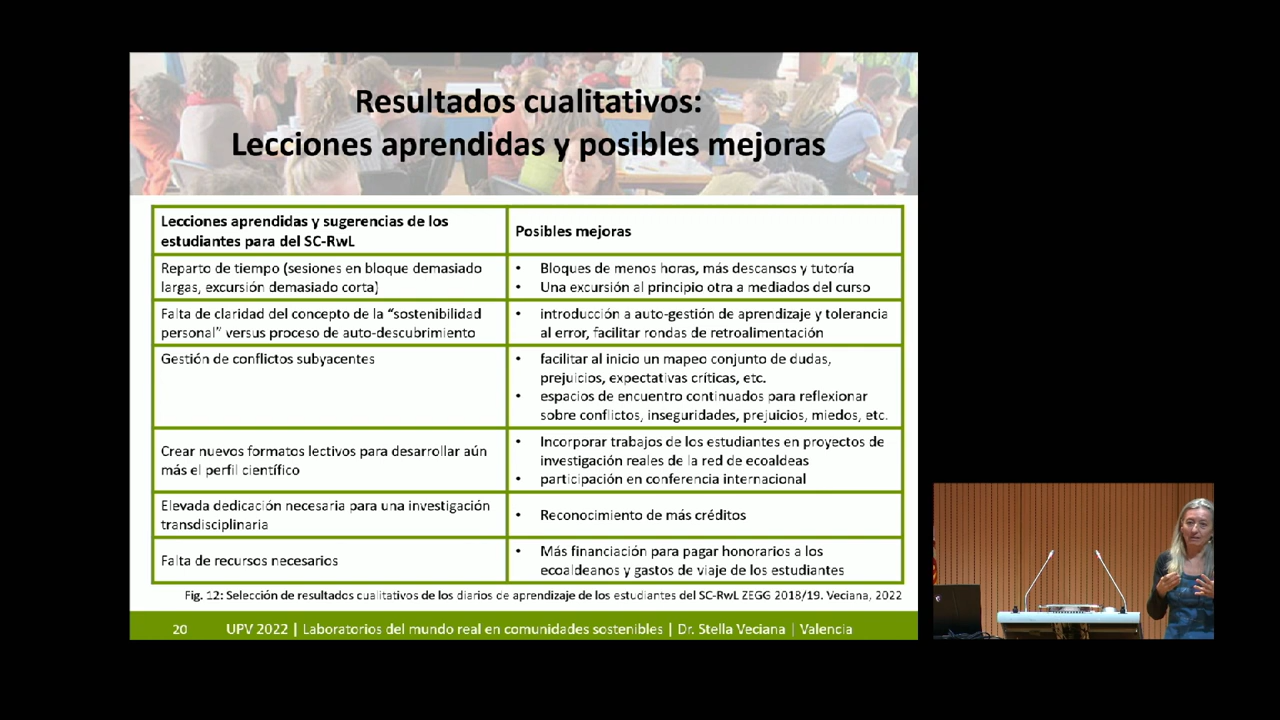 Resultados cualitativos:
Lecciones aprendidas y posibles mejoras
Lecciones aprendidas y sugerencias de los
estudiantes para del SC-RwL
Posibles mejoras
Reparto de tiempo (sesiones en bloque demasiado
largas, excursión demasiado corta)
• Bloques de menos horas, más descansos y tutoría
• Una excursión al principio otra a mediados del curso
Falta de claridad del concepto de la “sostenibilidad
personal” versus proceso de auto-descubrimiento
• introducción a auto-gestión de aprendizaje y tolerancia
al error, facilitar rondas de retroalimentación
Gestión de conflictos subyacentes
• facilitar al inicio un mapeo conjunto de dudas,
prejuicios, expectativas críticas, etc.
• espacios de encuentro continuados para reflexionar
sobre conflictos, inseguridades, prejuicios, miedos, etc.
Crear nuevos formatos lectivos para desarrollar aún
más el perfil científico
• Incorporar trabajos de los estudiantes en proyectos de
investigación reales de la red de ecoaldeas
• participación en conferencia internacional
Elevada dedicación necesaria para una investigación
transdisciplinaria
• Reconocimiento de más créditos
Falta de recursos necesarios
• Más financiación para pagar honorarios a los
ecoaldeanos y gastos de viaje de los estudiantes
Fig. 12: Selección de resultados cualitativos de los diarios de aprendizaje de los estudiantes del SC-RwL ZEGG 2018/19. Veciana, 2022
20 UPV 2022 | Laboratorios del mundo real en comunidades sostenibles | Dr. Stella Veciana | Valencia